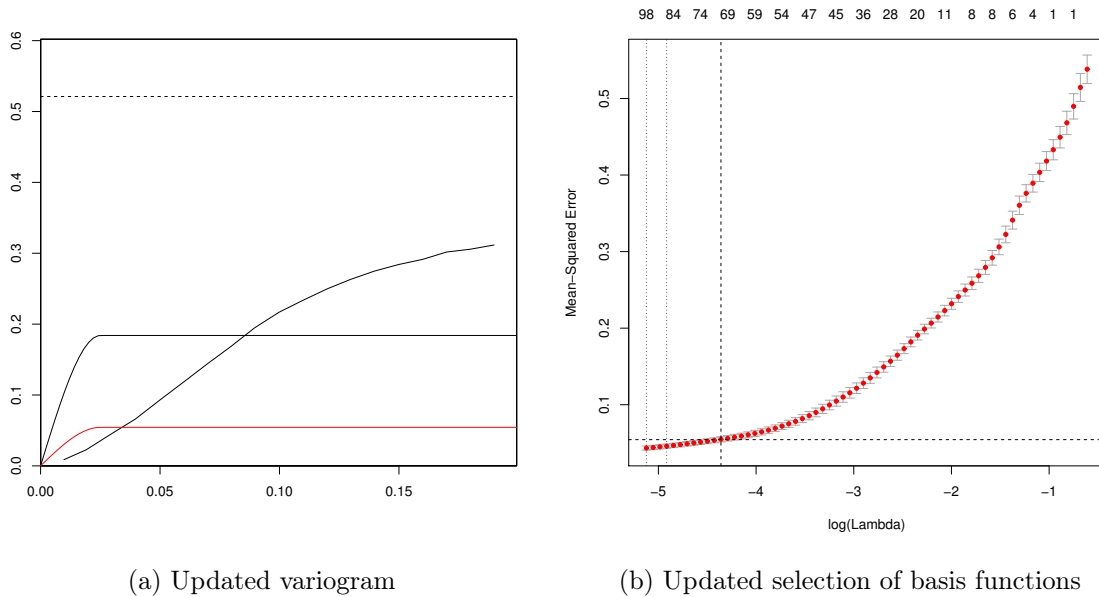 98 84 74 69 59 54 47 45 36 28 20 11 8 8 6 4 1 1
0.6
0.5
0.4
0.3
0.2
0.1
0.0
0.00 0.05 0.10 0.15
Mean−Squared Error
0.5
0.4
0.3
0.2
0.1
−5 −4 −3 −2 −1
log(Lambda)
(a) Updated variogram
(b) Updated selection of basis functions